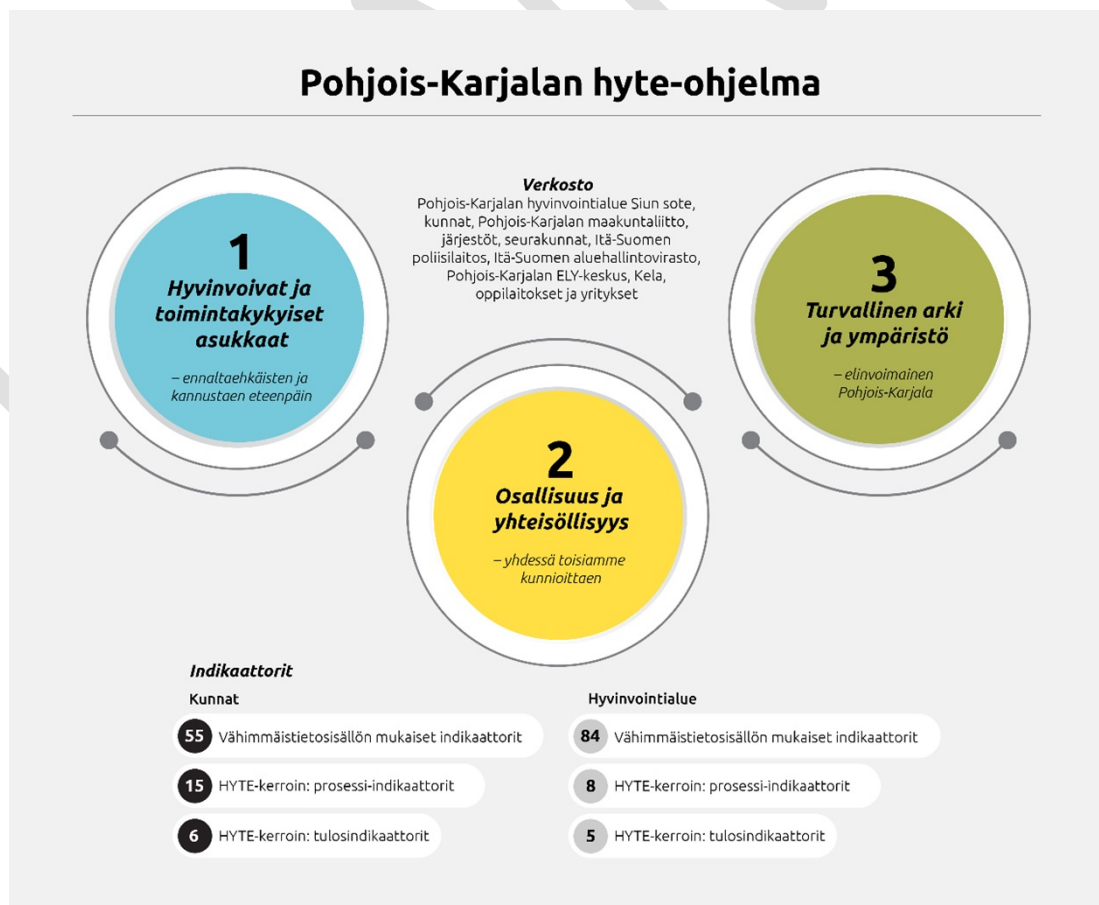 Pohjois-Karjalan hyte-ohjelma
1
Hyvinvoivat ja
toimintakykyiset
asukkaat
– ennaltaehkäisten ja
kannustaen eteenpäin
Verkosto
Pohjois-Karjalan hyvinvointialue Siun sote,
kunnat, Pohjois-Karjalan maakuntaliitto,
järjestöt, seurakunnat, Itä-Suomen
poliisilaitos, Itä-Suomen aluehallintovirasto,
Pohjois-Karjalan ELY-keskus, Kela,
oppilaitokset ja yritykset
2
Osallisuus ja
yhteisöllisyys
– yhdessä toisiamme
kunnioittaen
3
Turvallinen arki
ja ympäristö
– elinvoimainen
Pohjois-Karjala
Indikaattorit
Kunnat
55 Vähimmäistietosisällön mukaiset indikaattorit
15 HYTE-kerroin: prosessi-indikaattorit
6 HYTE-kerroin: tulosindikaattorit
Hyvinvointialue
84 Vähimmäistietosisällön mukaiset indikaattorit
8 HYTE-kerroin: prosessi-indikaattorit
5 HYTE-kerroin: tulosindikaattorit